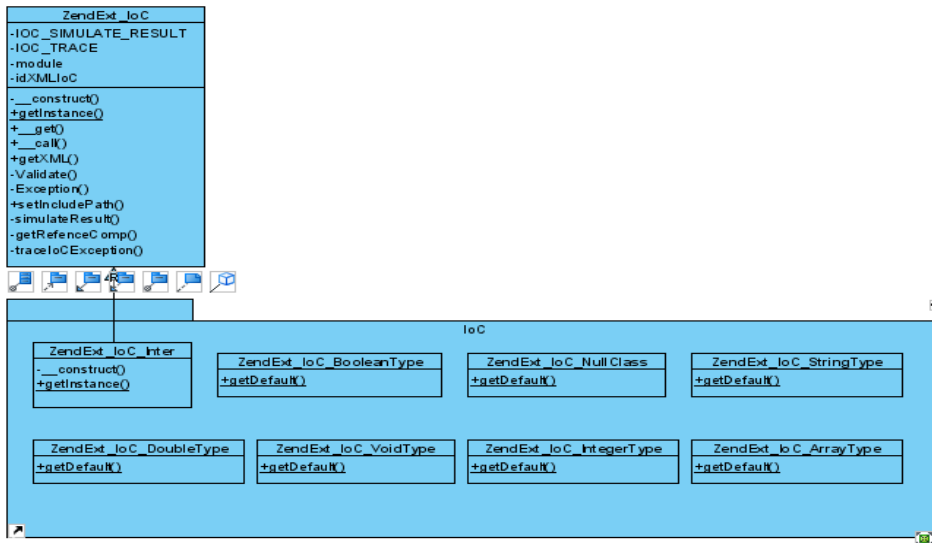 ZendExt_IoC
-IOC_SIMULATE_RESULT
-IOC_TRACE
-module
-idXMLIoC
-__construct()
+getInstance()
+__get()
+__call()
+getXML()
-Validate()
-Exception()
+setIncludePath()
-simulateResult()
-getRefenceComp()
-traceIoCException()
IoC
ZendExt_IoC_Inter
-__construct()
+getInstance()
ZendExt_IoC_BooleanType
+getDefault()
ZendExt_IoC_NullClass
+getDefault()
ZendExt_IoC_StringType
+getDefault()
ZendExt_IoC_DoubleType
+getDefault()
ZendExt_IoC_VoidType
+getDefault()
ZendExt_IoC_IntegerType
+getDefault()
ZendExt_IoC_ArrayType
+getDefault()